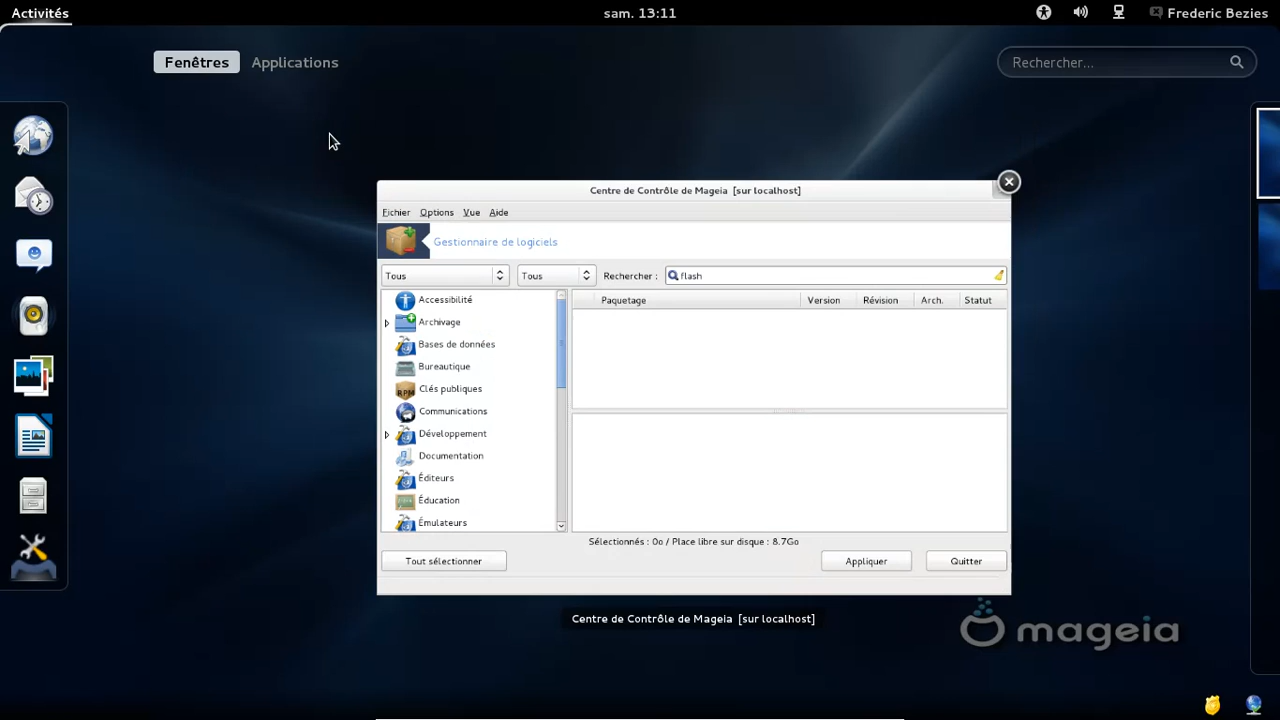 Activités sam. 13:11 Frederic Bezies
Fenêtres Applications Rechercher...
Centre de Contrôle de Mageia [sur localhost]
Fichier Options Vue Aide
Gestionnaire de logiciels
Tous Tous Rechercher : flash
Paquetage Version Révision Arch. Statut
Accessibilité
Archivage
Bases de données
Bureautique
RPM Clés publiques
Communications
Développement
Documentation
Éditeurs
Éducation
Émulateurs
Sélectionnés : 0o / Place libre sur disque : 8.7Go
Tout sélectionner Appliquer Quitter
Centre de Contrôle de Mageia [sur localhost]
mageia